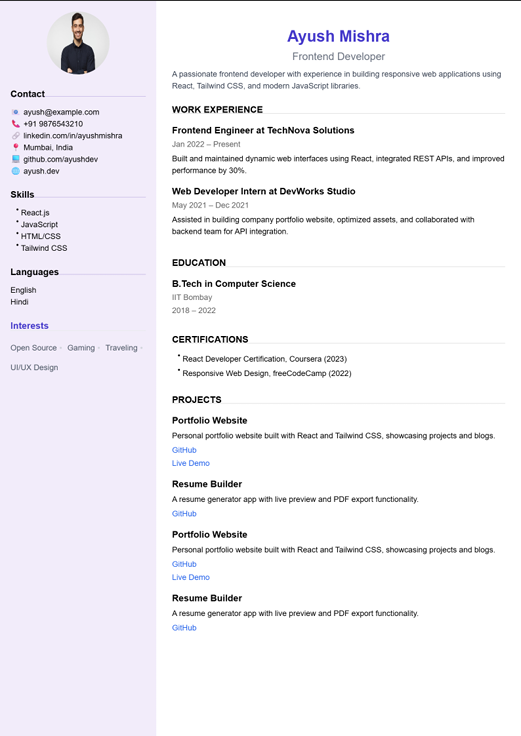 Contact
ayush@example.com
+91 9876543210
linkedin.com/in/ayushmishra
Mumbai, India
github.com/ayushdev
ayush.dev
Skills
• React.js
• JavaScript
• HTML/CSS
• Tailwind CSS
Languages
English
Hindi
Interests
Open Source · Gaming · Traveling ·
UI/UX Design
Ayush Mishra
Frontend Developer
A passionate frontend developer with experience in building responsive web applications using
React, Tailwind CSS, and modern JavaScript libraries.
WORK EXPERIENCE
Frontend Engineer at TechNova Solutions
Jan 2022 – Present
Built and maintained dynamic web interfaces using React, integrated REST APIs, and improved
performance by 30%.
Web Developer Intern at DevWorks Studio
May 2021 – Dec 2021
Assisted in building company portfolio website, optimized assets, and collaborated with
backend team for API integration.
EDUCATION
B.Tech in Computer Science
IIT Bombay
2018 – 2022
CERTIFICATIONS
• React Developer Certification, Coursera (2023)
• Responsive Web Design, freeCodeCamp (2022)
PROJECTS
Portfolio Website
Personal portfolio website built with React and Tailwind CSS, showcasing projects and blogs.
GitHub
Live Demo
Resume Builder
A resume generator app with live preview and PDF export functionality.
GitHub
Portfolio Website
Personal portfolio website built with React and Tailwind CSS, showcasing projects and blogs.
GitHub
Live Demo
Resume Builder
A resume generator app with live preview and PDF export functionality.
GitHub